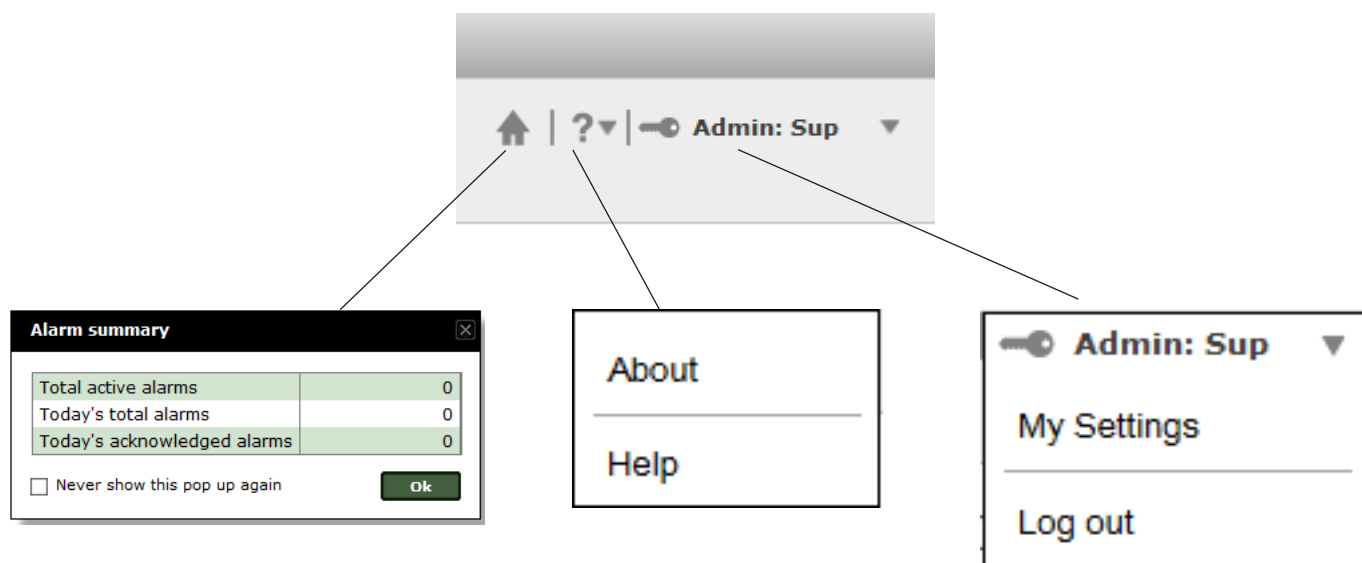 ? Admin: Sup
Alarm summary
Total active alarms 0
Today's total alarms 0
Today's acknowledged alarms 0
Never show this pop up again Ok
About
Help
Admin: Sup
My Settings
Log out